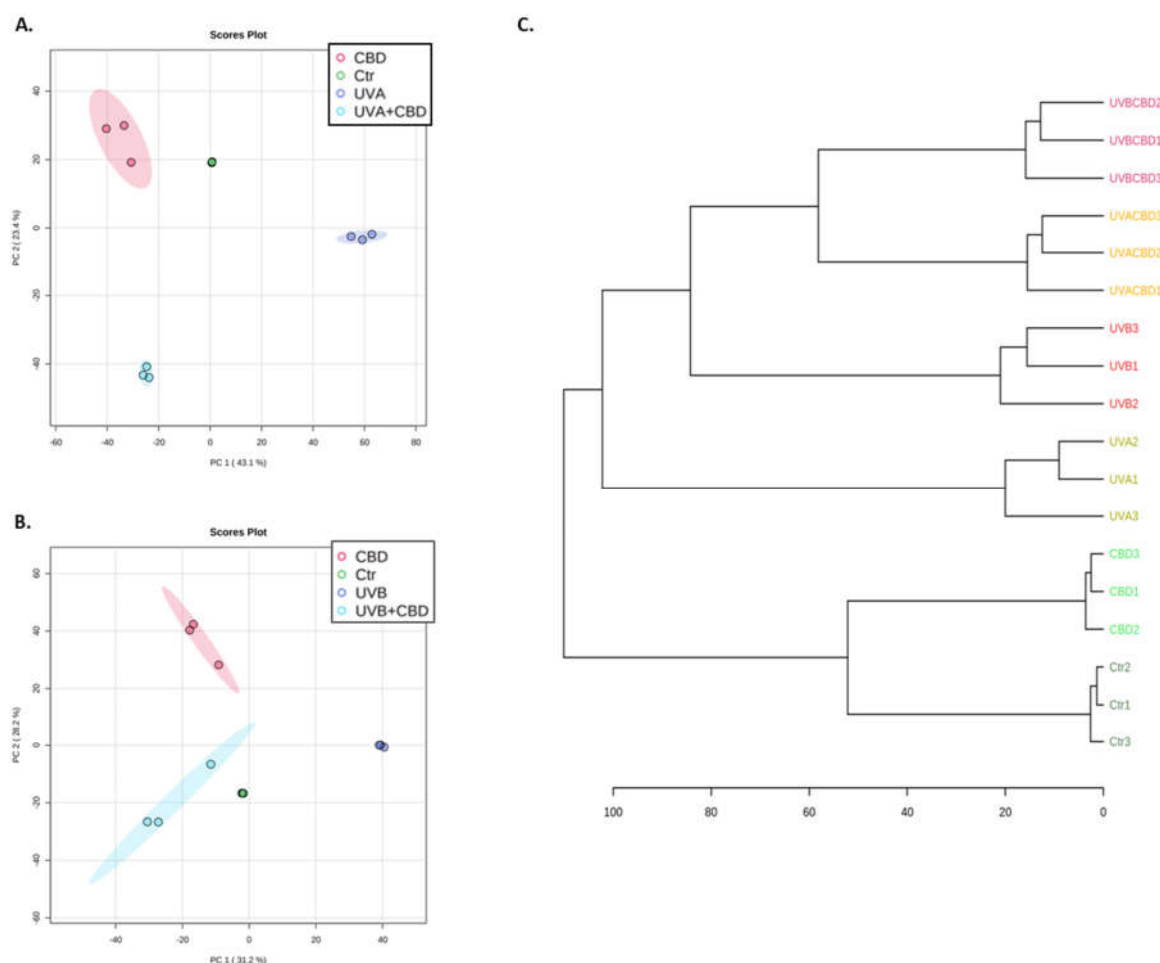 A.
Scores Plot
CBD
Ctr
UVA
UVA+CBD
40
20
0
-20
-40
PC 2 ( 23.4 %)
-60 -40 -20 0 20 40 60 80
PC 1 ( 43.1 %)
B.
Scores Plot
CBD
Ctr
UVB
UVB+CBD
60
40
20
0
-20
-40
-60
PC 2 ( 28.2 %)
-40 -20 0 20 40
PC 1 ( 31.2 %)
C.
UVBCBD2
UVBCBD1
UVBCBD3
UVACBD3
UVACBD2
UVACBD1
UVB3
UVB1
UVB2
UVA2
UVA1
UVA3
CBD3
CBD1
CBD2
Ctr2
Ctr1
Ctr3
100 80 60 40 20 0